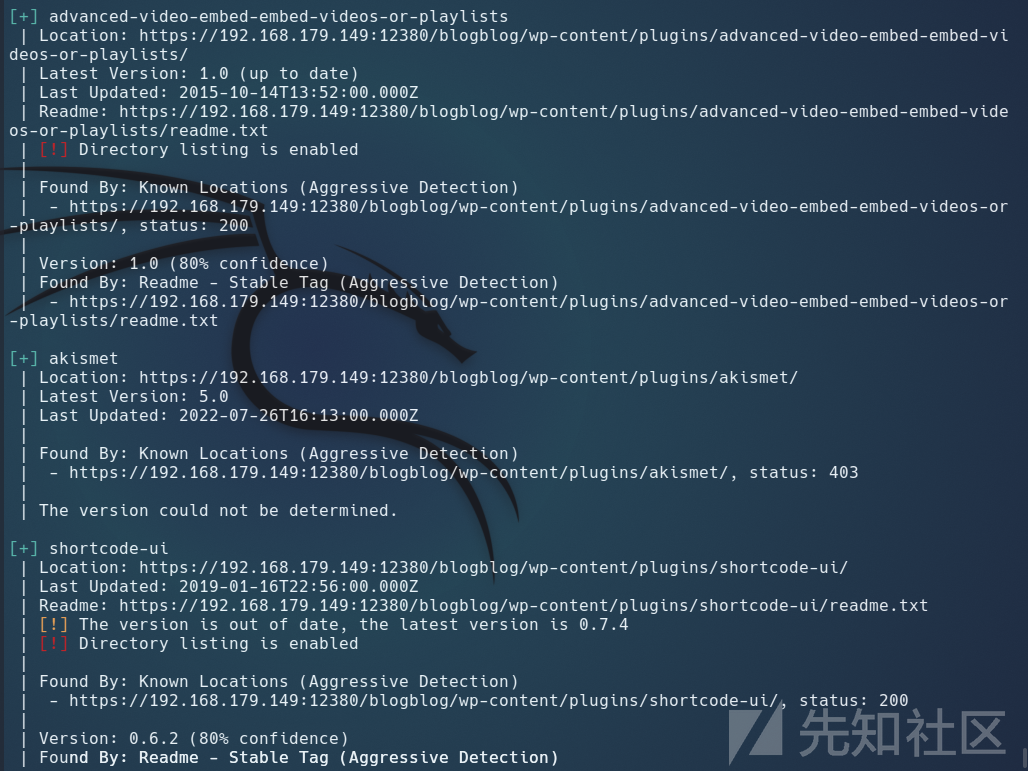 [+] advanced-video-embed-embed-videos-or-playlists
| Location: https://192.168.179.149:12380/blogblog/wp-content/plugins/advanced-video-embed-embed-vi
deos-or-playlists/
| Latest Version: 1.0 (up to date)
| Last Updated: 2015-10-14T13:52:00.000Z
| Readme: https://192.168.179.149:12380/blogblog/wp-content/plugins/advanced-video-embed-embed-vide
os-or-playlists/readme.txt
| [!] Directory listing is enabled
|
| Found By: Known Locations (Aggressive Detection)
|  - https://192.168.179.149:12380/blogblog/wp-content/plugins/advanced-video-embed-embed-videos-or
-playlists/, status: 200
|
| Version: 1.0 (80% confidence)
| Found By: Readme - Stable Tag (Aggressive Detection)
|  - https://192.168.179.149:12380/blogblog/wp-content/plugins/advanced-video-embed-embed-videos-or
-playlists/readme.txt
[+] akismet
| Location: https://192.168.179.149:12380/blogblog/wp-content/plugins/akismet/
| Latest Version: 5.0
| Last Updated: 2022-07-26T16:13:00.000Z
|
| Found By: Known Locations (Aggressive Detection)
|  - https://192.168.179.149:12380/blogblog/wp-content/plugins/akismet/, status: 403
|
| The version could not be determined.
[+] shortcode-ui
| Location: https://192.168.179.149:12380/blogblog/wp-content/plugins/shortcode-ui/
| Last Updated: 2019-01-16T22:56:00.000Z
| Readme: https://192.168.179.149:12380/blogblog/wp-content/plugins/shortcode-ui/readme.txt
| [!] The version is out of date, the latest version is 0.7.4
| [!] Directory listing is enabled
|
| Found By: Known Locations (Aggressive Detection)
|  - https://192.168.179.149:12380/blogblog/wp-content/plugins/shortcode-ui/, status: 200
|
| Version: 0.6.2 (80% confidence)
| Found By: Readme - Stable Tag (Aggressive Detection)
先知社区